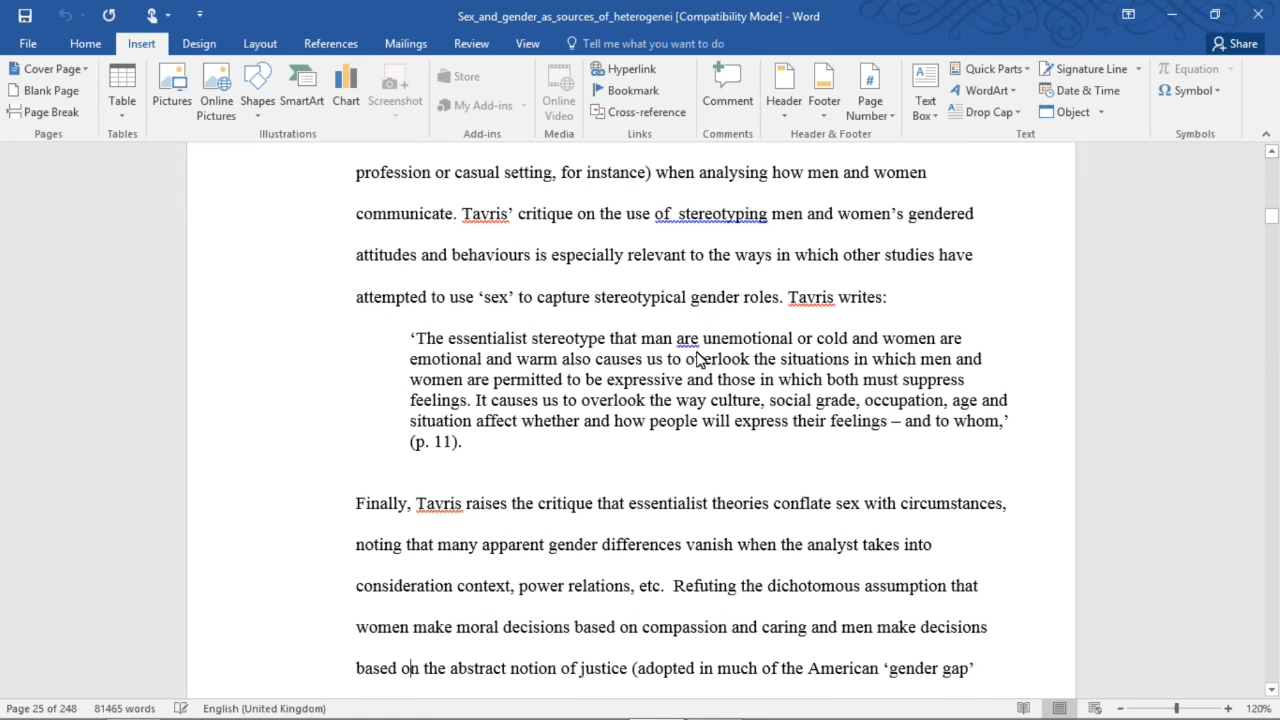 Sex_and_gender_as_sources_of_heterogenei [Compatibility Mode] - Word
File Home Insert Design Layout References Mailings Review View Tell me what you want to do Share
Cover Page
Blank Page
Page Break
Pages
Table
Tables
Pictures
Online Pictures
Shapes
SmartArt
Chart
Screenshot
Illustrations
Store
My Add-ins
Add-ins
Online Video
Media
Hyperlink
Bookmark
Cross-reference
Links
Comment
Comments
Header
Footer
Page Number
Header & Footer
Text Box
Quick Parts
WordArt
Drop Cap
Signature Line
Date & Time
Object
Text
Equation
Symbol
Symbols
profession or casual setting, for instance) when analysing how men and women
communicate. Tavris’ critique on the use of  stereotyping men and women’s gendered
attitudes and behaviours is especially relevant to the ways in which other studies have
attempted to use ‘sex’ to capture stereotypical gender roles. Tavris writes:
‘The essentialist stereotype that man are unemotional or cold and women are
emotional and warm also causes us to overlook the situations in which men and
women are permitted to be expressive and those in which both must suppress
feelings. It causes us to overlook the way culture, social grade, occupation, age and
situation affect whether and how people will express their feelings – and to whom,’
(p. 11).
Finally, Tavris raises the critique that essentialist theories conflate sex with circumstances,
noting that many apparent gender differences vanish when the analyst takes into
consideration context, power relations, etc.  Refuting the dichotomous assumption that
women make moral decisions based on compassion and caring and men make decisions
based on the abstract notion of justice (adopted in much of the American ‘gender gap’
Page 25 of 248 81465 words English (United Kingdom) 120%